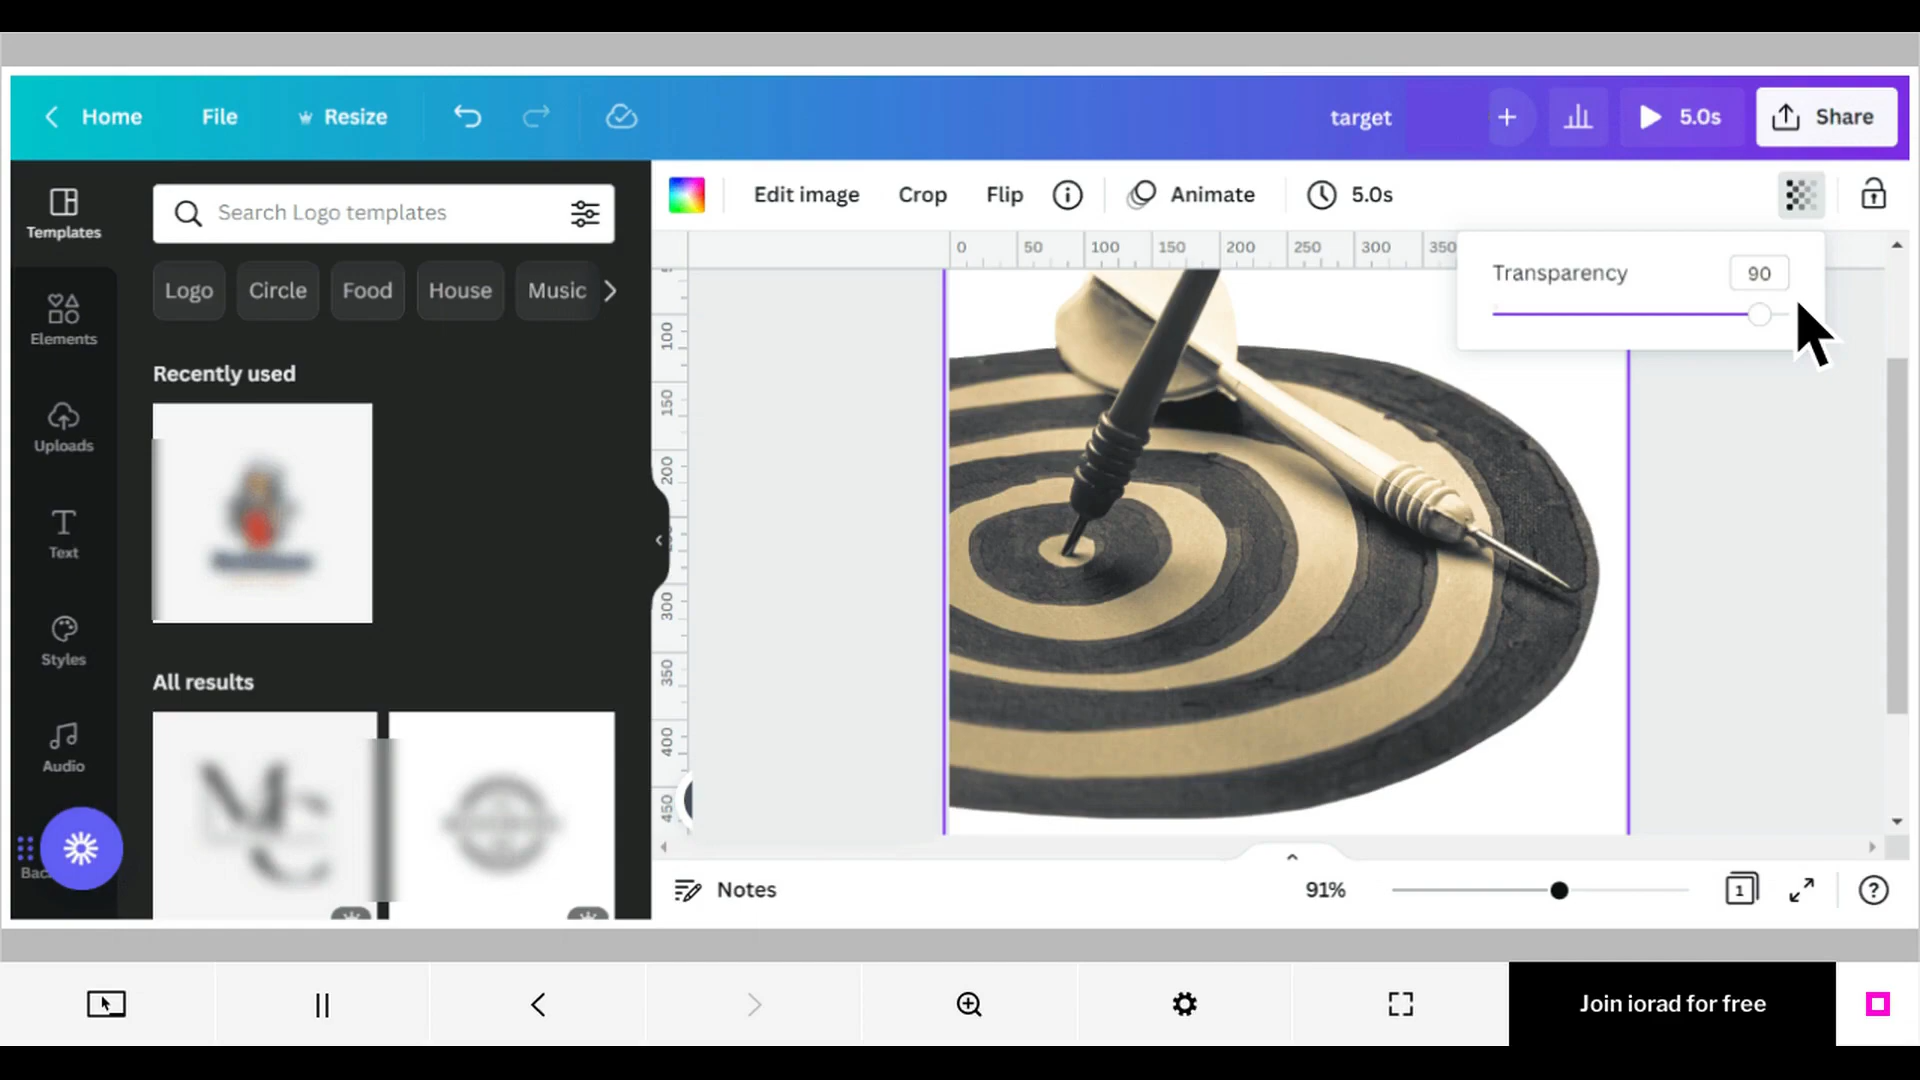 Home File Resize target 5.0s Share
Templates
Search Logo templates
Edit image Crop Flip Animate 5.0s
Logo Circle Food House Music
0 50 100 150 200 250 300 350
Transparency 90
Elements
Recently used
Uploads
Text
Styles
All results
Audio
100
150
200
300
350
400
450
Notes
91%
1
Join iorad for free